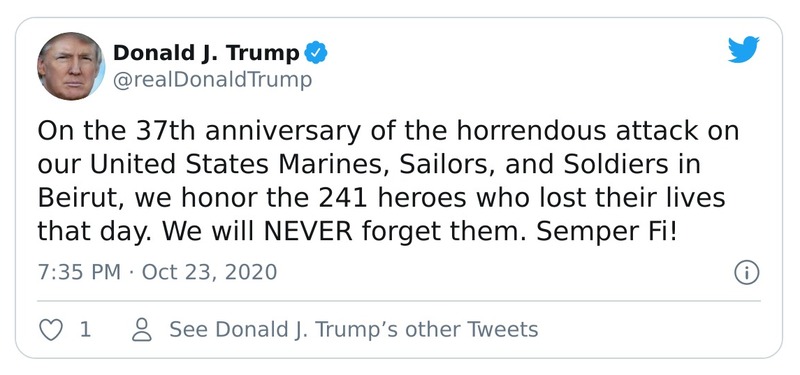 Donald J. Trump
@realDonaldTrump
On the 37th anniversary of the horrendous attack on
our United States Marines, Sailors, and Soldiers in
Beirut, we honor the 241 heroes who lost their lives
that day. We will NEVER forget them. Semper Fi!
7:35 PM · Oct 23, 2020
1 See Donald J. Trump’s other Tweets